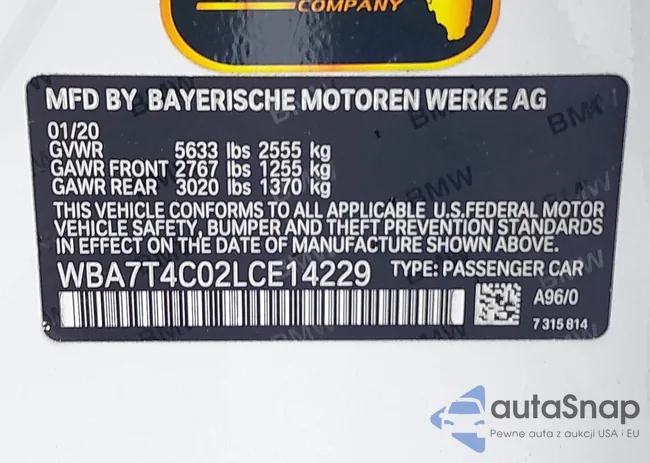 COMPANY
MFD BY BAYERISCHE MOTOREN WERKE AG
01/20
GVWR 5633 lbs 2555 kg
GAWR FRONT 2767 lbs 1255 kg
GAWR REAR 3020 lbs 1370 kg
THIS VEHICLE CONFORMS TO ALL APPLICABLE U.S.FEDERAL MOTOR
VEHICLE SAFETY, BUMPER AND THEFT PREVENTION STANDARDS
IN EFFECT ON THE DATE OF MANUFACTURE SHOWN ABOVE.
WBA7T4C02LCE14229 TYPE: PASSENGER CAR
A96/0
7 315 814
autaSnap
Pewne auta z aukcji USA i EU